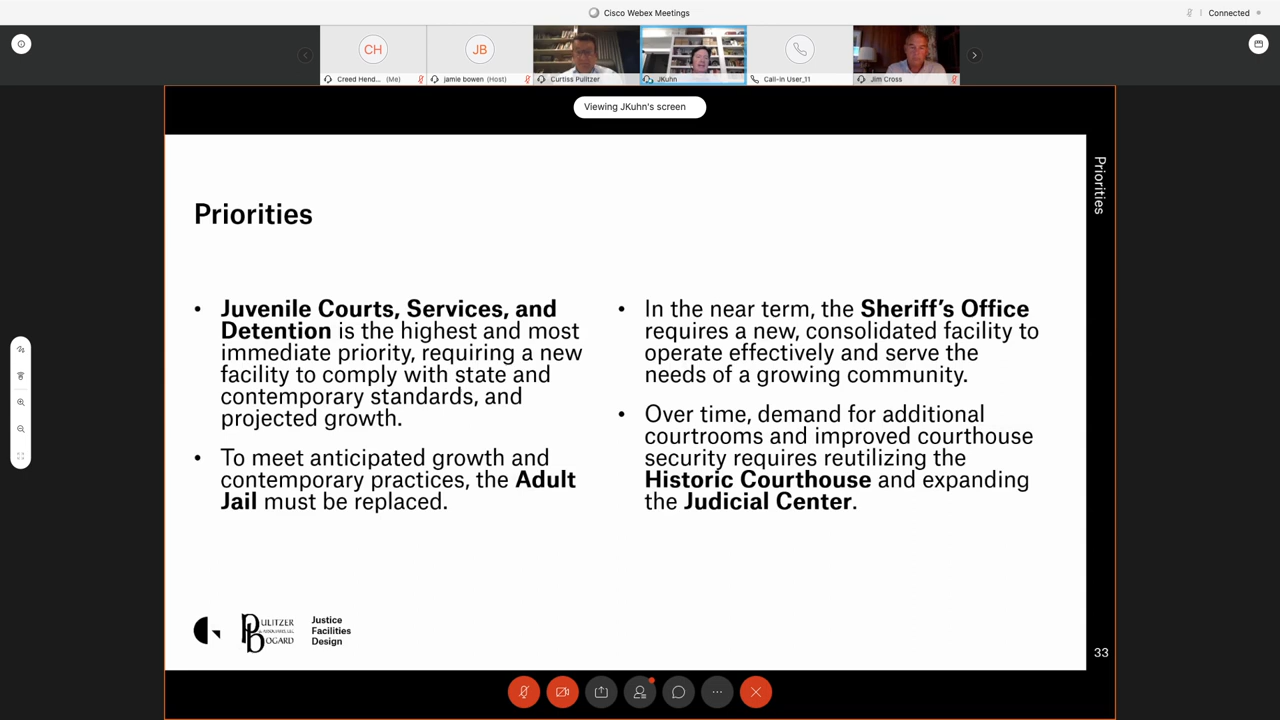 Cisco Webex Meetings
Connected
CH
JB
Creed Hend... (Me)
jamie bowen (Host)
Curtiss Pulitzer
JKuhn
Call-in User_11
Jim Cross
Viewing JKuhn's screen
Priorities
Priorities
• Juvenile Courts, Services, and
Detention is the highest and most
immediate priority, requiring a new
facility to comply with state and
contemporary standards, and
projected growth.
• To meet anticipated growth and
contemporary practices, the Adult
Jail must be replaced.
• In the near term, the Sheriff’s Office
requires a new, consolidated facility to
operate effectively and serve the
needs of a growing community.
• Over time, demand for additional
courtrooms and improved courthouse
security requires reutilizing the
Historic Courthouse and expanding
the Judicial Center.
PULITZER
BOGARD
Justice
Facilities
Design
33